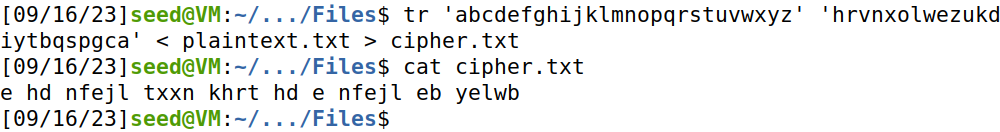 [09/16/23]seed@VM:~/.../Files$ tr 'abcdefghijklmnopqrstuvwxyz' 'hrvnxolwezukd
iytbqspgca' < plaintext.txt > cipher.txt
[09/16/23]seed@VM:~/.../Files$ cat cipher.txt
e hd nfejl txxn khrt hd e nfejl eb yelwb
[09/16/23]seed@VM:~/.../Files$